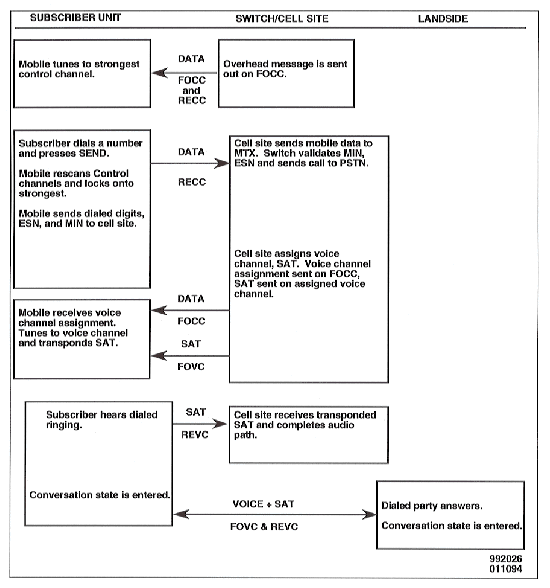 SUBSCRIBER UNIT
SWITCH/CELL SITE
LANDSIDE
Mobile tunes to strongest
control channel.
DATA
FOCC
and
RECC
Overhead message is sent
out on FOCC.
Subscriber dials a number
and presses SEND.
Mobile rescans Control
channels and locks onto
strongest.
Mobile sends dialed digits,
ESN, and MIN to cell site.
DATA
RECC
Cell site sends mobile data to
MTX. Switch validates MIN,
ESN and sends call to PSTN.
Cell site assigns voice
channel, SAT. Voice channel
assignment sent on FOCC,
SAT sent on assigned voice
channel.
DATA
FOCC
SAT
FOVC
Mobile receives voice
channel assignment.
Tunes to voice channel
and transponds SAT.
Subscriber hears dialed
ringing.
SAT
REVC
Cell site receives transponded
SAT and completes audio
path.
Conversation state is entered.
VOICE + SAT
FOVC & REVC
Dialed party answers.
Conversation state is entered.
992026
011094